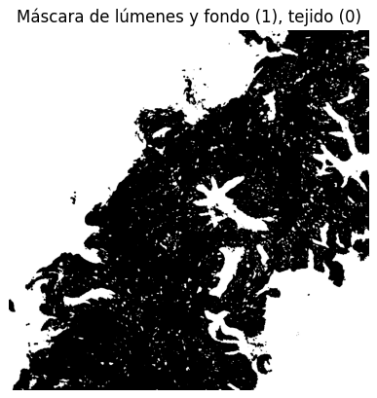 Máscara de lúmenes y fondo (1), tejido (0)